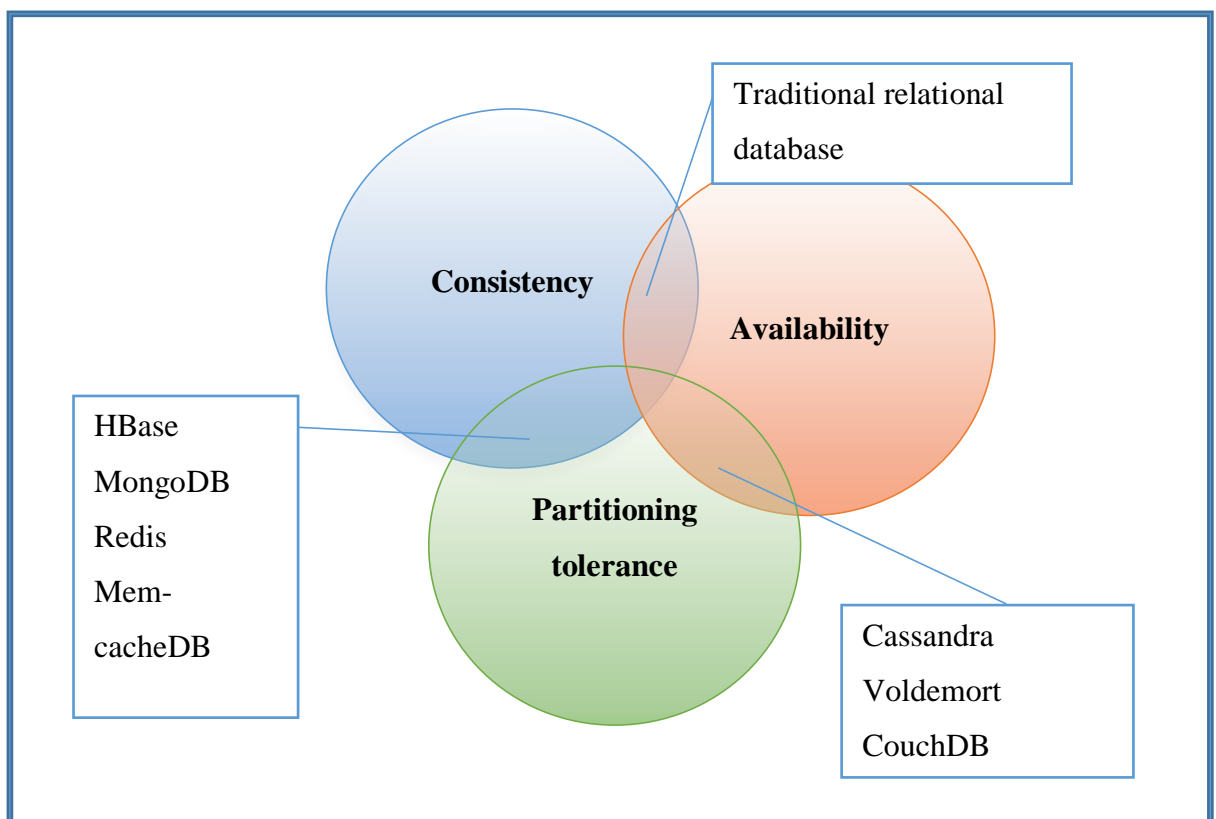 Traditional relational
database
Consistency
Availability
HBase
MongoDB
Redis
Mem-
cacheDB
Partitioning
tolerance
Cassandra
Voldemort
CouchDB